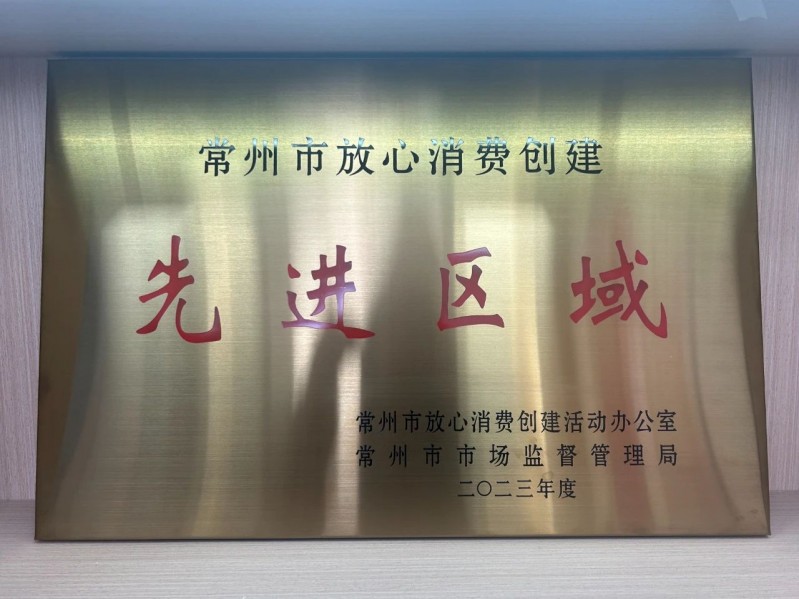 常州市放心消费创建
先进区域
常州市放心消费创建活动办公室
常州市市场监督管理局
二〇二三年度